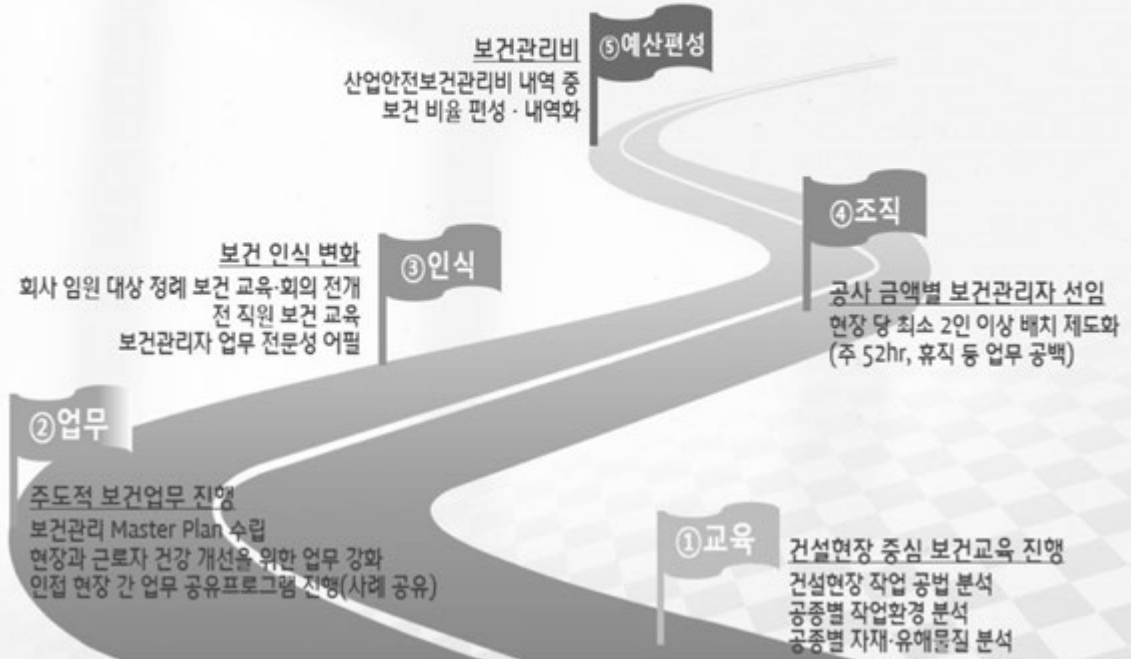 ⑤예산편성
보건관리비
산업안전보건관리비 내역 중
보건 비율 편성 · 내역화
④조직
공사 금액별 보건관리자 선임
현장 당 최소 2인 이상 배치 제도화
(주 52hr, 휴직 등 업무 공백)
③인식
보건 인식 변화
회사 임원 대상 정례 보건 교육·회의 전개
전 직원 보건 교육
보건관리자 업무 전문성 어필
②업무
주도적 보건업무 진행
보건관리 Master Plan 수립
현장과 근로자 건강 개선을 위한 업무 강화
인접 현장 간 업무 공유프로그램 진행(사례 공유)
①교육
건설현장 중심 보건교육 진행
건설현장 작업 공법 분석
공종별 작업환경 분석
공종별 자재·유해물질 분석